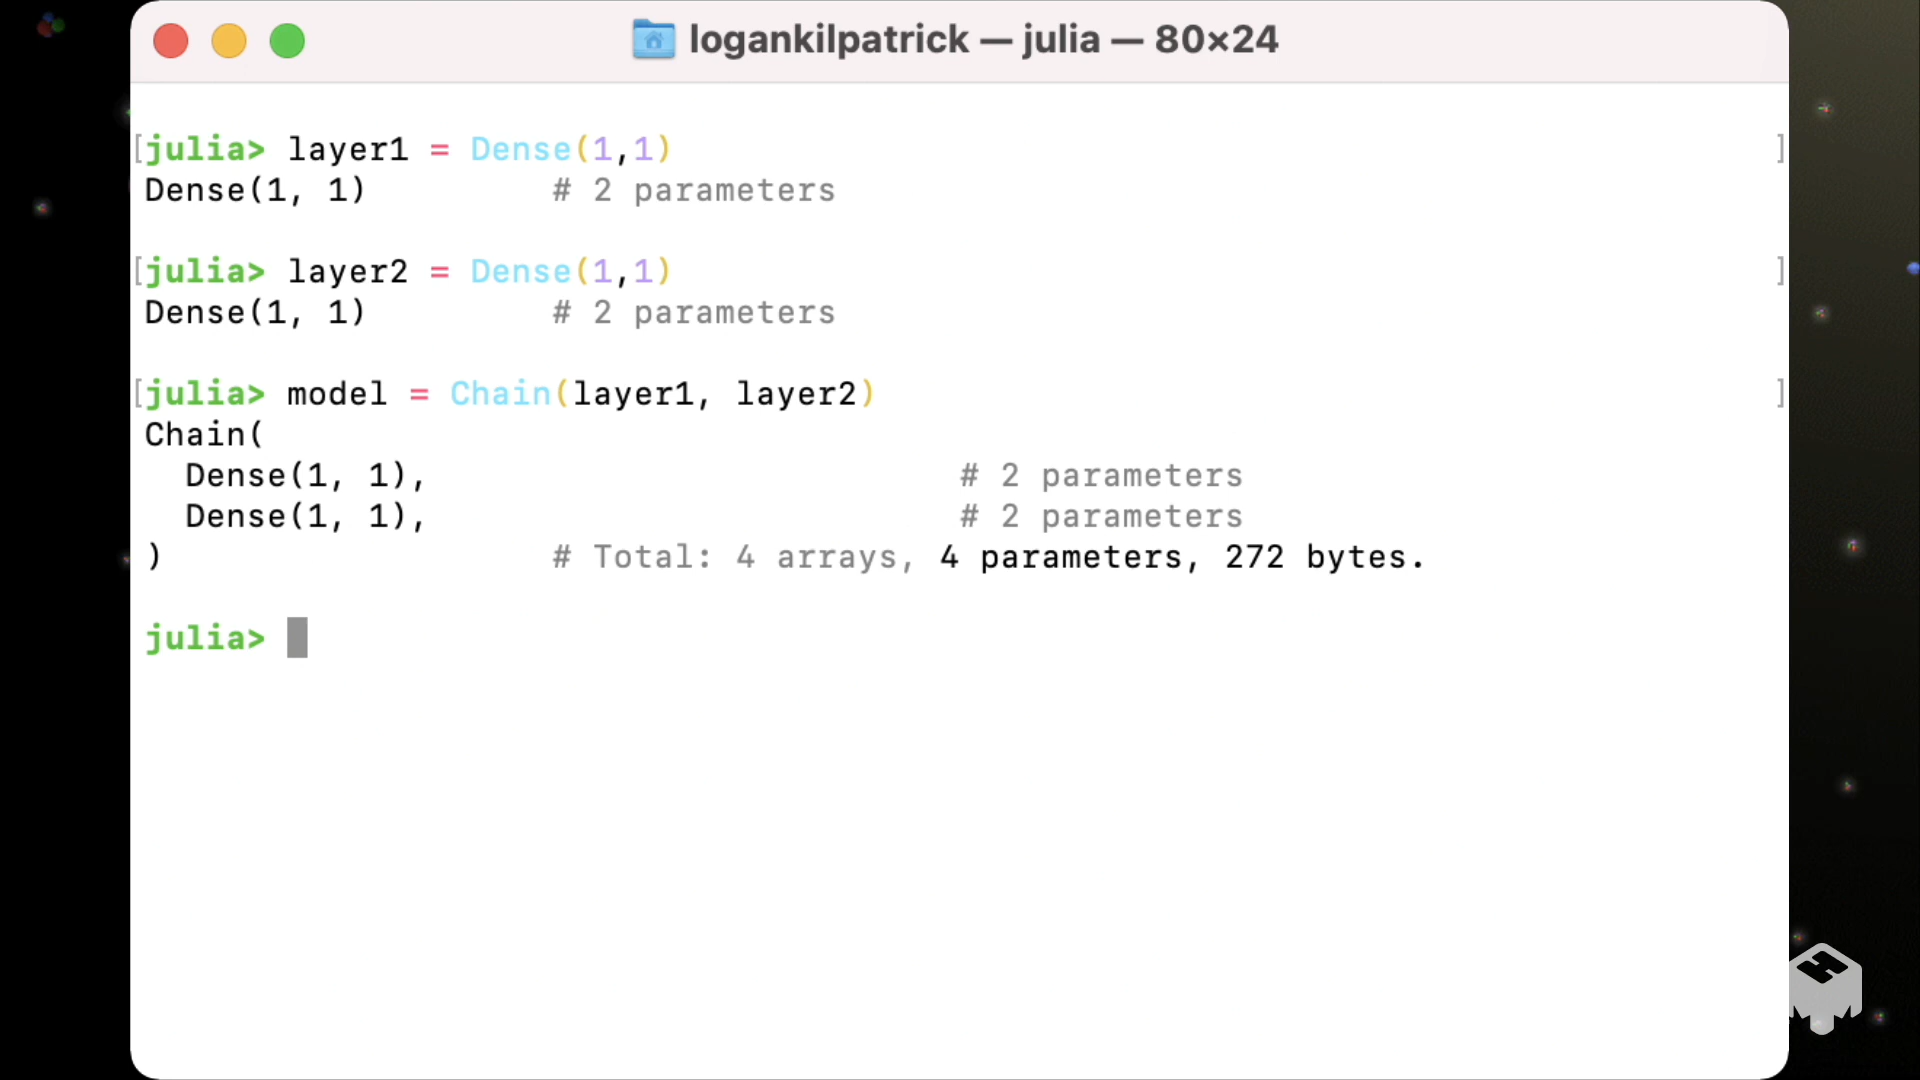 logankilpatrick — julia — 80×24
[julia> layer1 = Dense(1,1) ]
Dense(1, 1) # 2 parameters
[julia> layer2 = Dense(1,1) ]
Dense(1, 1) # 2 parameters
[julia> model = Chain(layer1, layer2) ]
Chain(
Dense(1, 1), # 2 parameters
Dense(1, 1), # 2 parameters
) # Total: 4 arrays, 4 parameters, 272 bytes.
julia>